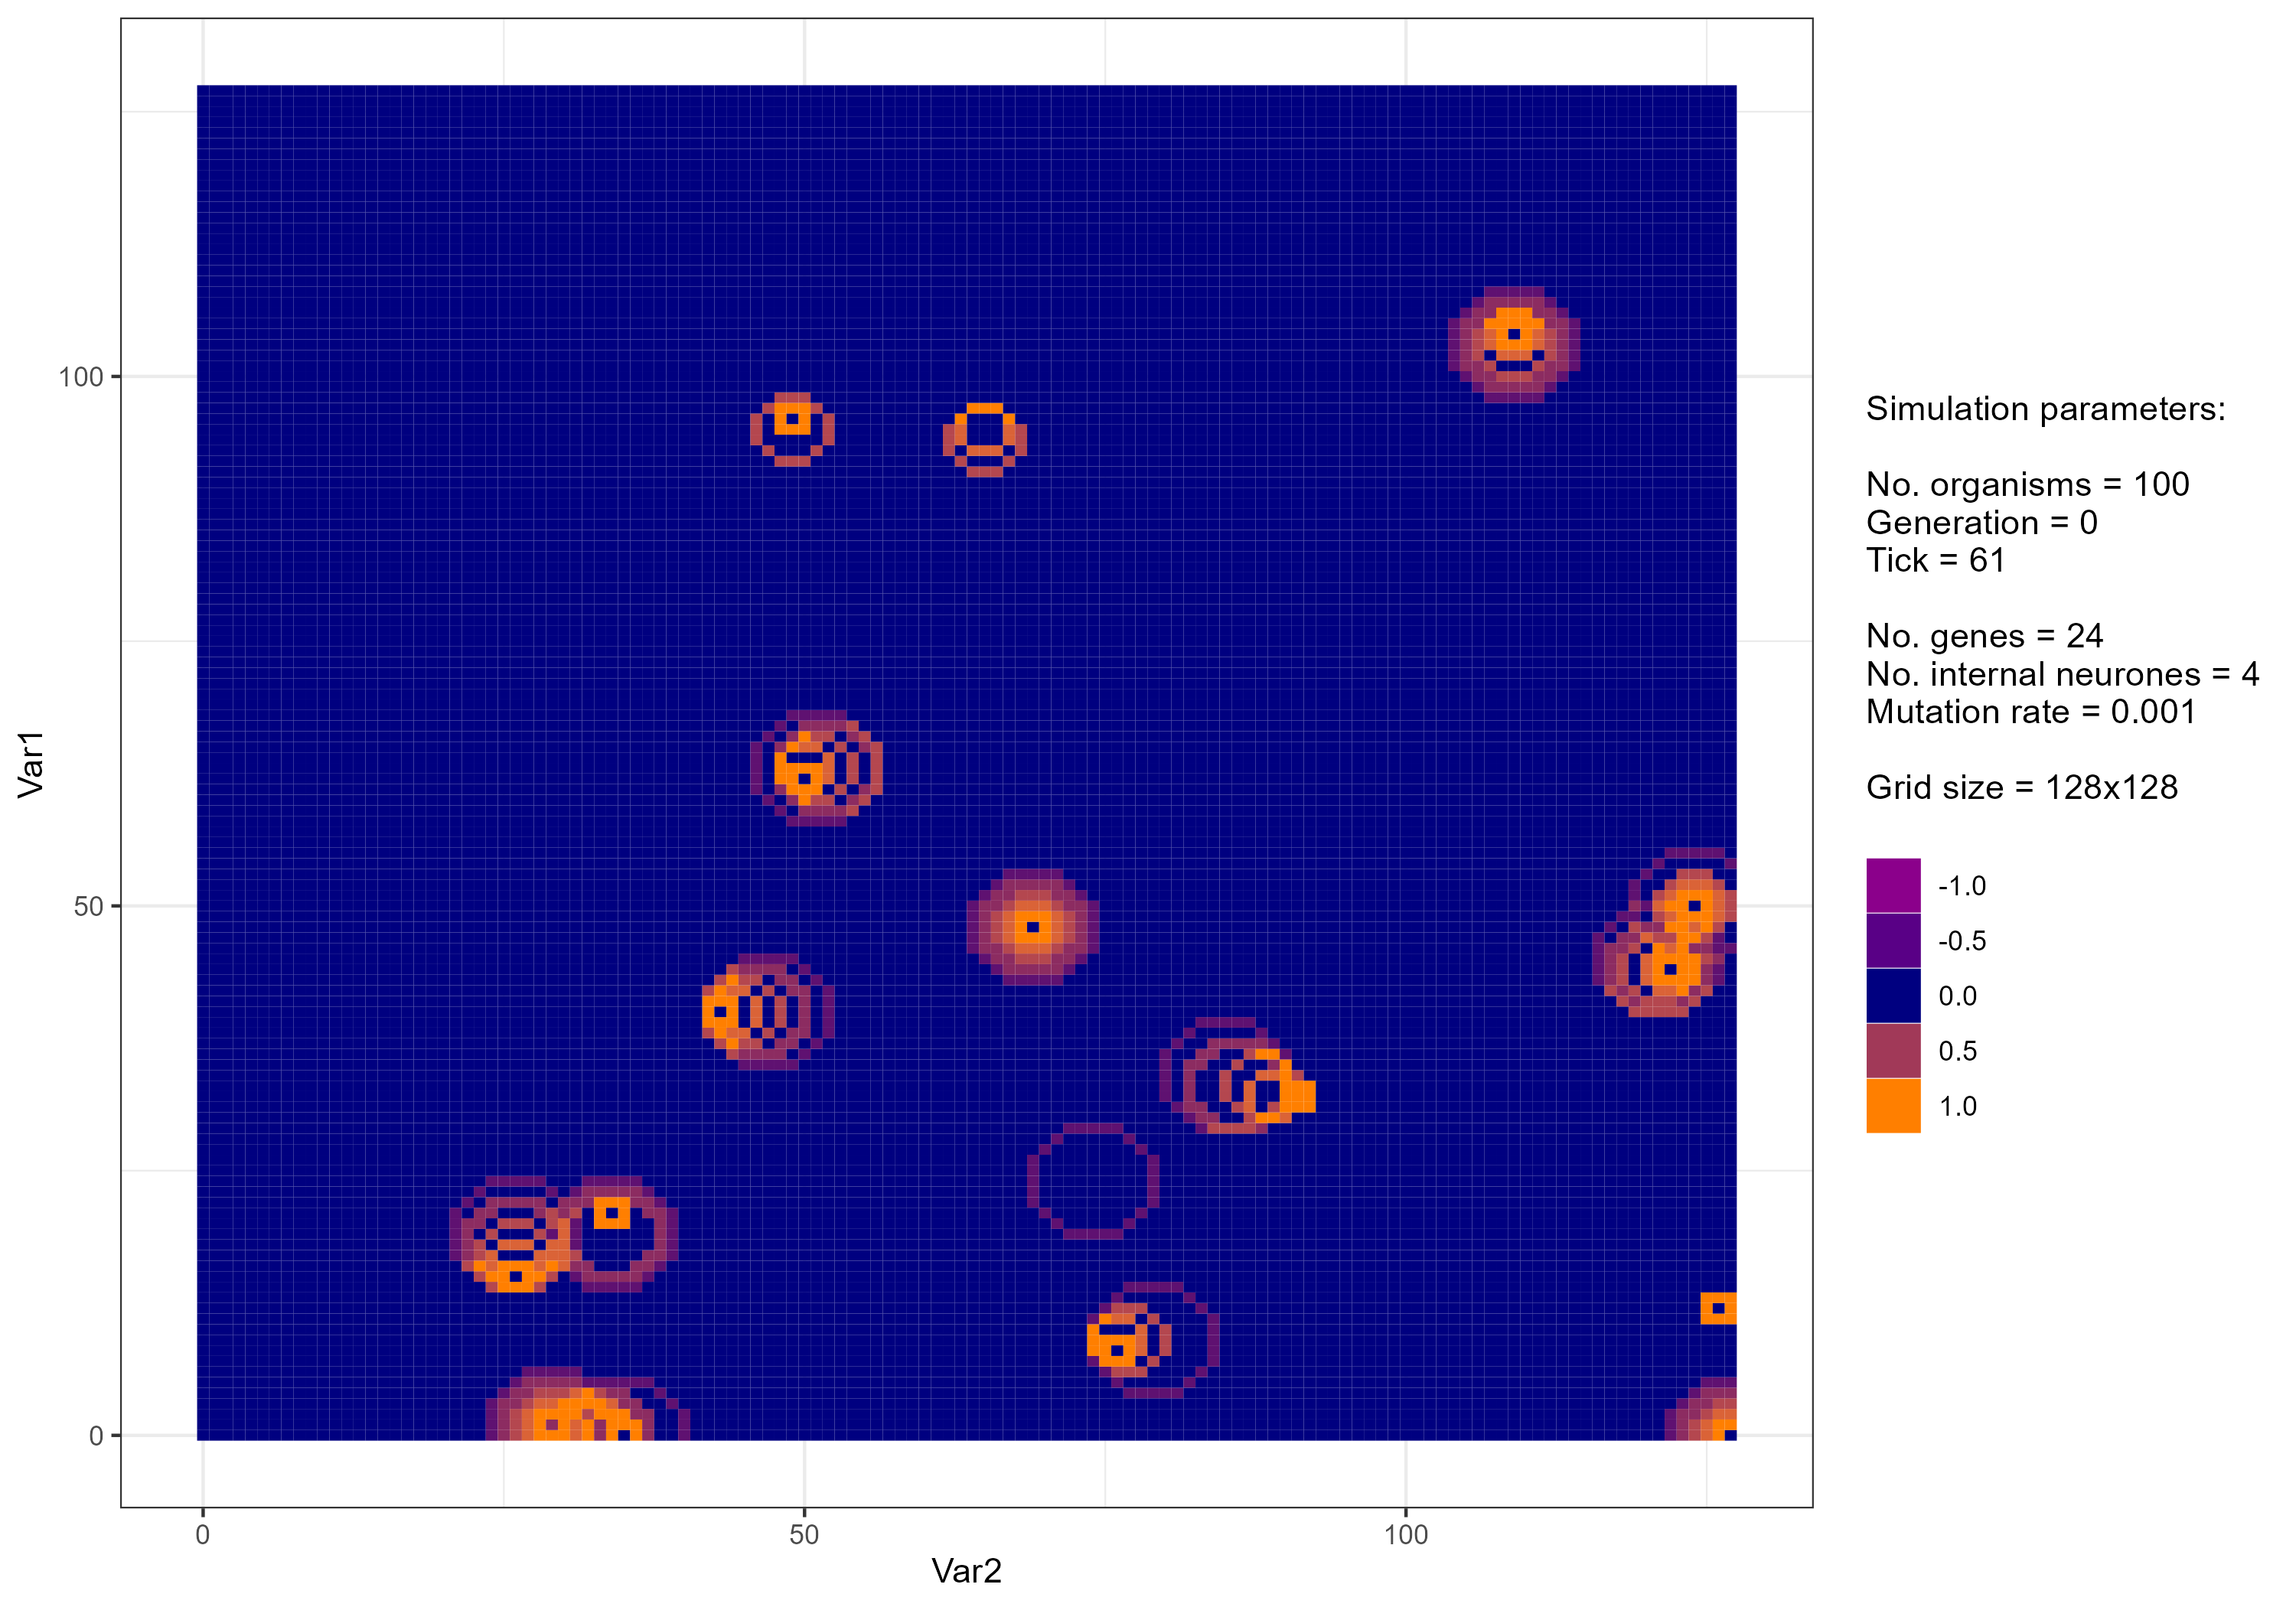 Var1
100
50
0
0
50
100
Var2
Simulation parameters:
No. organisms = 100
Generation = 0
Tick = 61
No. genes = 24
No. internal neurones = 4
Mutation rate = 0.001
Grid size = 128x128
-1.0
-0.5
0.0
0.5
1.0